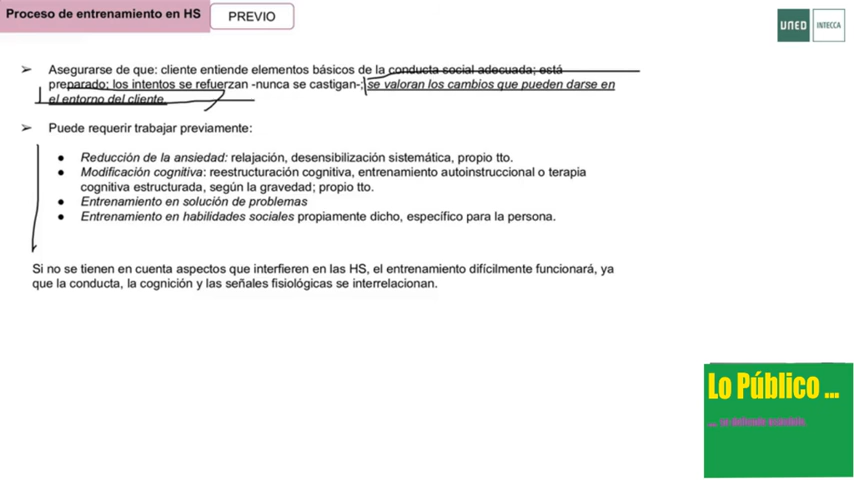 Proceso de entrenamiento en HS
PREVIO
UNED
INTECCA
➢ Asegurarse de que: cliente entiende elementos básicos de la conducta social adecuada; está
preparado; los intentos se refuerzan -nunca se castigan-; se valoran los cambios que pueden darse en
el entorno del cliente.
➢ Puede requerir trabajar previamente:
● Reducción de la ansiedad: relajación, desensibilización sistemática, propio tto.
● Modificación cognitiva: reestructuración cognitiva, entrenamiento autoinstruccional o terapia
cognitiva estructurada, según la gravedad; propio tto.
● Entrenamiento en solución de problemas
● Entrenamiento en habilidades sociales propiamente dicho, específico para la persona.
Si no se tienen en cuenta aspectos que interfieren en las HS, el entrenamiento difícilmente funcionará, ya
que la conducta, la cognición y las señales fisiológicas se interrelacionan.
Lo Público ...